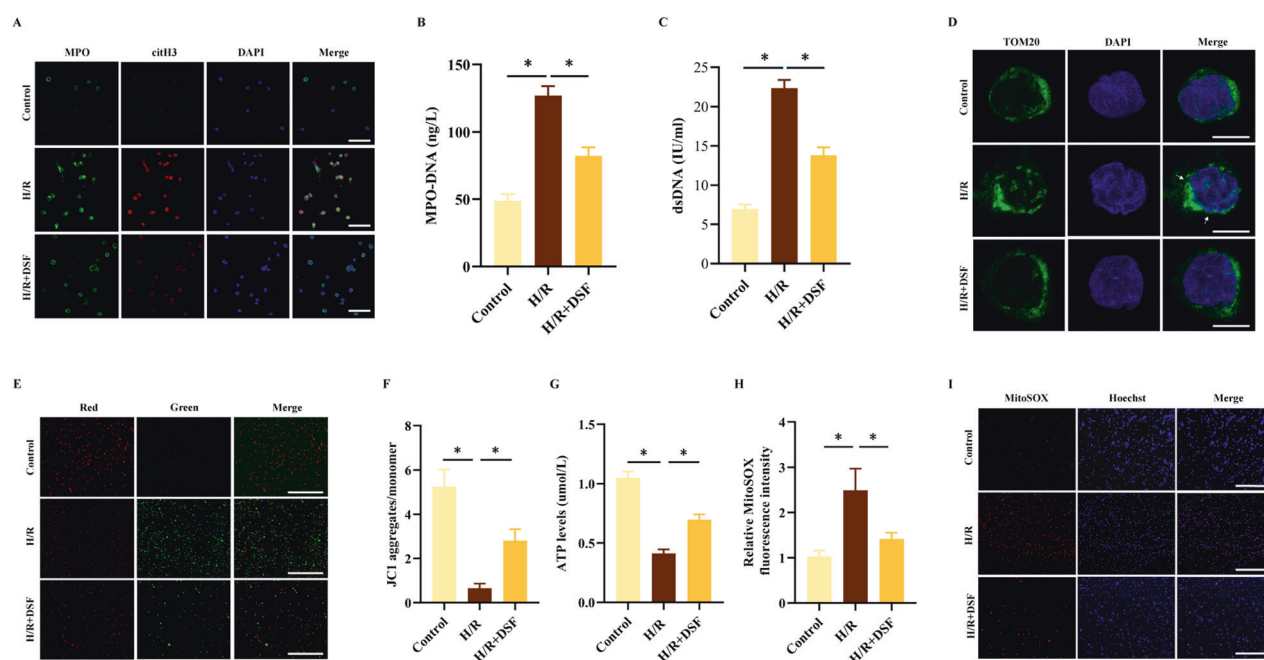 A
MPO
citH3
DAPI
Merge
Control
H/R
H/R+DSF
B
MPO-DNA (ng/L)
150
100
50
0
*
*
Control
H/R
H/R+DSF
C
dsDNA (IU/ml)
25
20
15
10
5
0
*
*
Control
H/R
H/R+DSF
D
TOM20
DAPI
Merge
Control
H/R
H/R+DSF
E
Red
Green
Merge
Control
H/R
H/R+DSF
F
JC1 aggregates/monomer
8
6
4
2
0
*
*
Control
H/R
H/R+DSF
G
ATP levels (umol/L)
1.5
1.0
0.5
0.0
*
*
Control
H/R
H/R+DSF
H
Relative MitoSOX
fluorescence intensity
4
3
2
1
0
*
*
Control
H/R
H/R+DSF
I
MitoSOX
Hoechst
Merge
Control
H/R
H/R+DSF